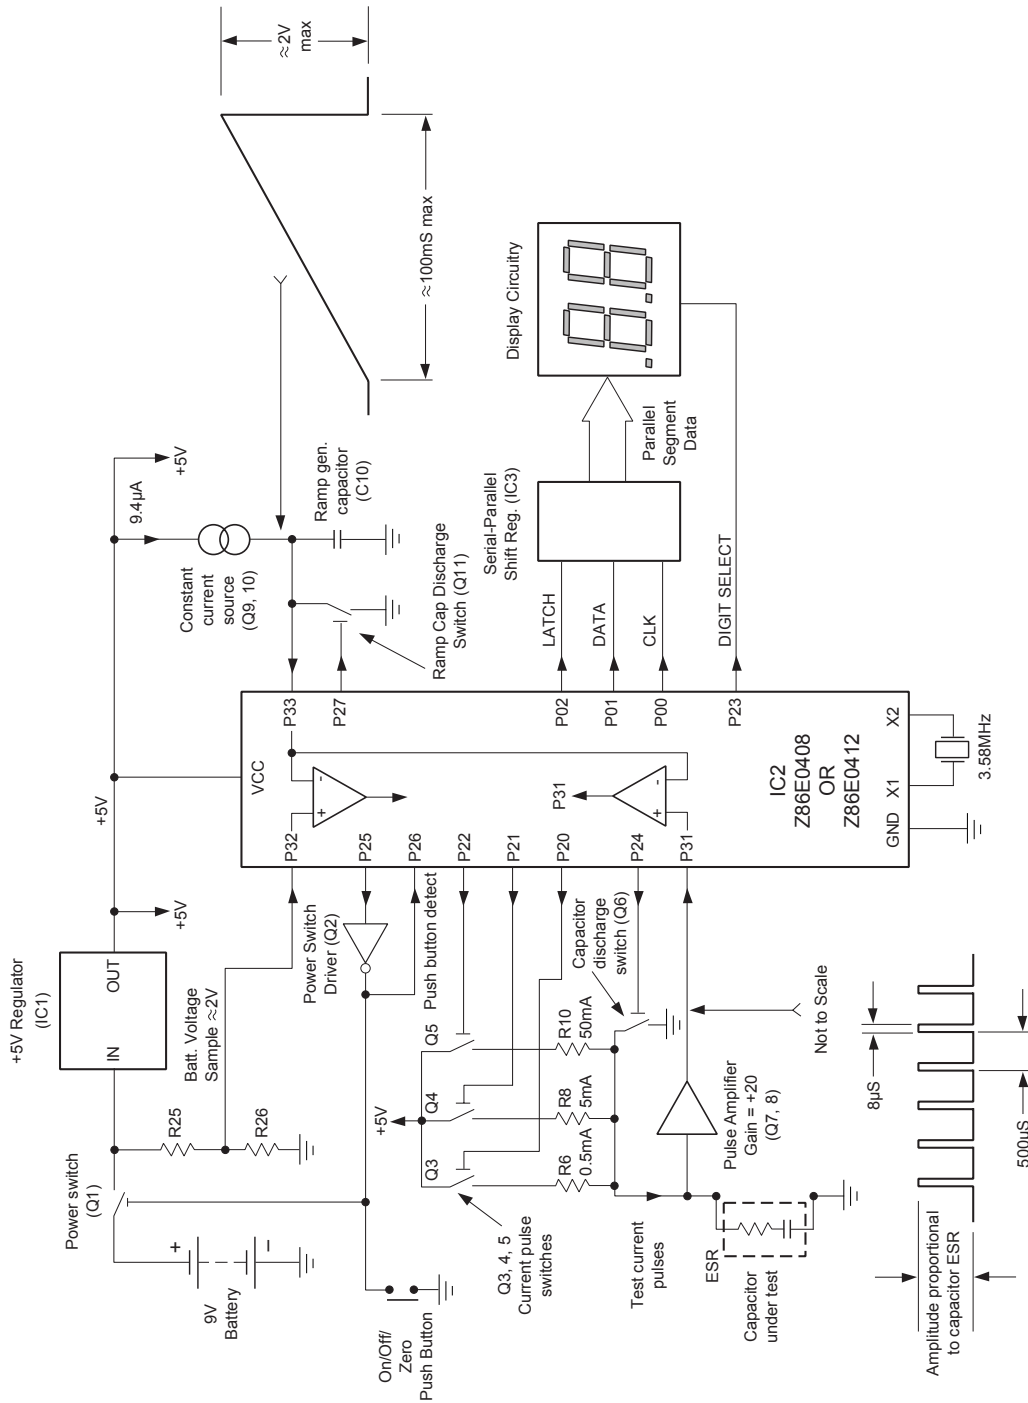 9V
Battery
+
−
Power switch
(Q1)
+5V Regulator
(IC1)
IN
OUT
+5V
+5V
R25
R26
Batt. Voltage
Sample ≈2V
On/Off/
Zero
Push Button
Power Switch
Driver (Q2)
Push button detect
9.4µA
+5V
Constant
current
source
(Q9, 10)
Ramp gen.
capacitor
(C10)
Ramp Cap Discharge
Switch (Q11)
≈2V
max
≈100mS max
VCC
P32
P25
P26
P22
P21
P20
P24
P31
P33
P27
P02
P01
P00
P23
+
-
P31
+
-
IC2
Z86E0408
OR
Z86E0412
GND
X1
X2
3.58MHz
LATCH
DATA
CLK
DIGIT SELECT
Serial-Parallel
Shift Reg. (IC3)
Parallel
Segment
Data
Display Circuitry
+5V
Q3
Q4
Q5
Q3, 4, 5
Current pulse
switches
R6
0.5mA
R8
5mA
R10
50mA
Capacitor
discharge
switch (Q6)
Test current
pulses
ESR
Capacitor
under test
Pulse Amplifier
Gain = +20
(Q7, 8)
Not to Scale
Amplitude proportional
to capacitor ESR
8µS
500µS